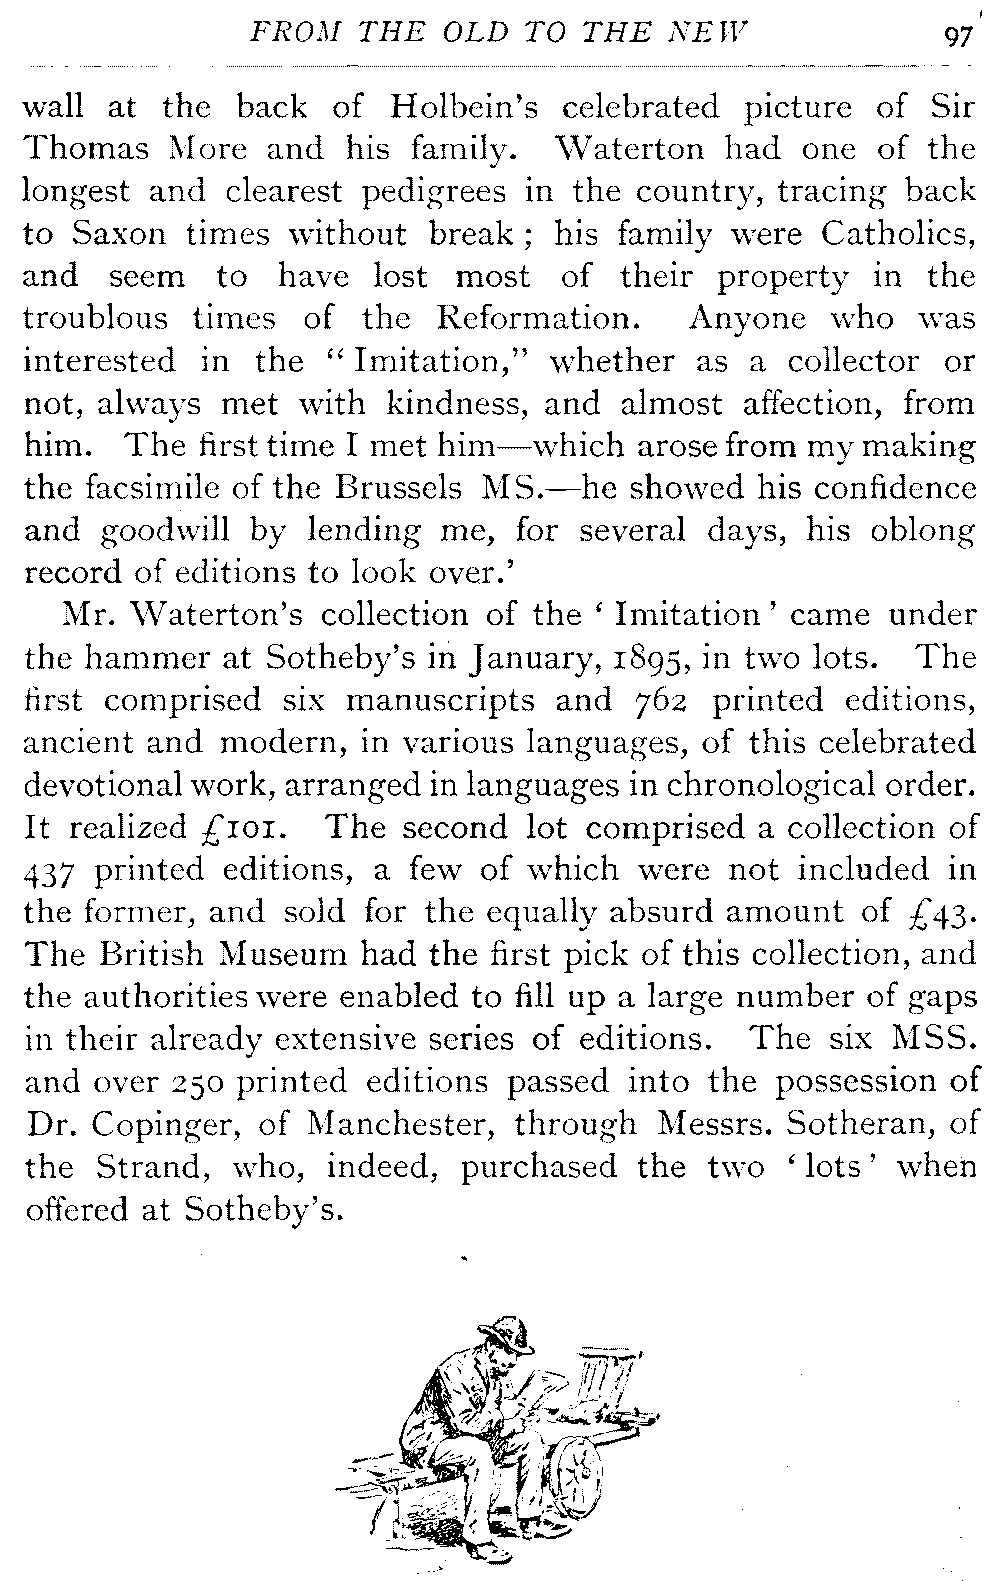 FROM THE OLD TO THE NEW 97
wall at the back of Holbein's celebrated picture of Sir
Thomas More and his family. Waterton had one of the
longest and clearest pedigrees in the country, tracing back
to Saxon times without break ; his family were Catholics,
and seem to have lost most of their property in the
troublous times of the Reformation. Anyone who was
interested in the “ Imitation,” whether as a collector or
not, always met with kindness, and almost affection, from
him. The first time I met him—which arose from my making
the facsimile of the Brussels MS.—he showed his confidence
and goodwill by lending me, for several days, his oblong
record of editions to look over.’
Mr. Waterton's collection of the ‘ Imitation ’ came under
the hammer at Sotheby's in January, 1895, in two lots. The
first comprised six manuscripts and 762 printed editions,
ancient and modern, in various languages, of this celebrated
devotional work, arranged in languages in chronological order.
It realized £101. The second lot comprised a collection of
437 printed editions, a few of which were not included in
the former, and sold for the equally absurd amount of £43.
The British Museum had the first pick of this collection, and
the authorities were enabled to fill up a large number of gaps
in their already extensive series of editions. The six MSS.
and over 250 printed editions passed into the possession of
Dr. Copinger, of Manchester, through Messrs. Sotheran, of
the Strand, who, indeed, purchased the two ‘ lots ’ when
offered at Sotheby's.